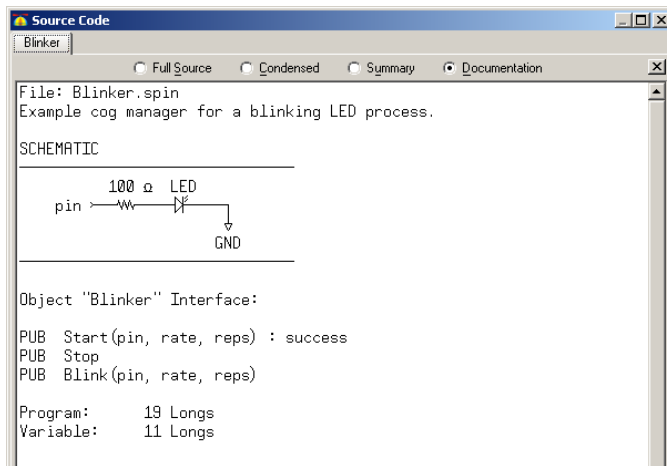 Source Code
Blinker
Full Source Condensed Summary Documentation
File: Blinker.spin
Example cog manager for a blinking LED process.
SCHEMATIC
100 Ω LED
pin
GND
Object "Blinker" Interface:
PUB Start(pin, rate, reps) : success
PUB Stop
PUB Blink(pin, rate, reps)
Program: 19 Longs
Variable: 11 Longs